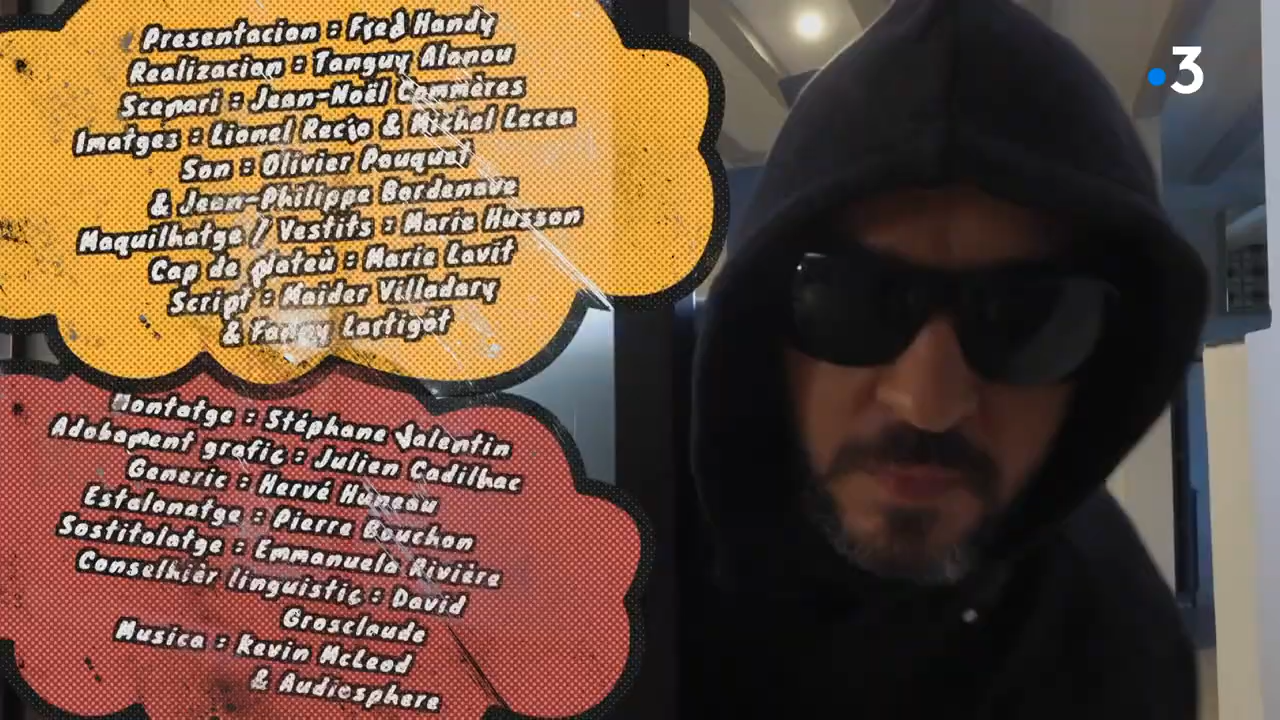 Presentacion : Fred Handy
Realizacion : Tanguy Alanou
Scenari : Jean-Noël Commères
Imatges : Lionel Recio & Michel Lecea
Son : Olivier Pouquet
& Jean-Philippe Bordenave
Maquilhatge / Vestits : Marie Husson
Cap de plateù : Marie Lavit
Script : Maider Villadary
& Fanny Lartigot
Montatge : Stéphane Valentin
Adobament grafic : Julien Cadilhac
Generic : Hervé Huneau
Estalonatge : Pierre Bouchon
Sostitolatge : Emmanuela Rivière
Conselhièr linguistic : David
Grosclaude
Musica : Kevin McLeod
& Audiosphere
3